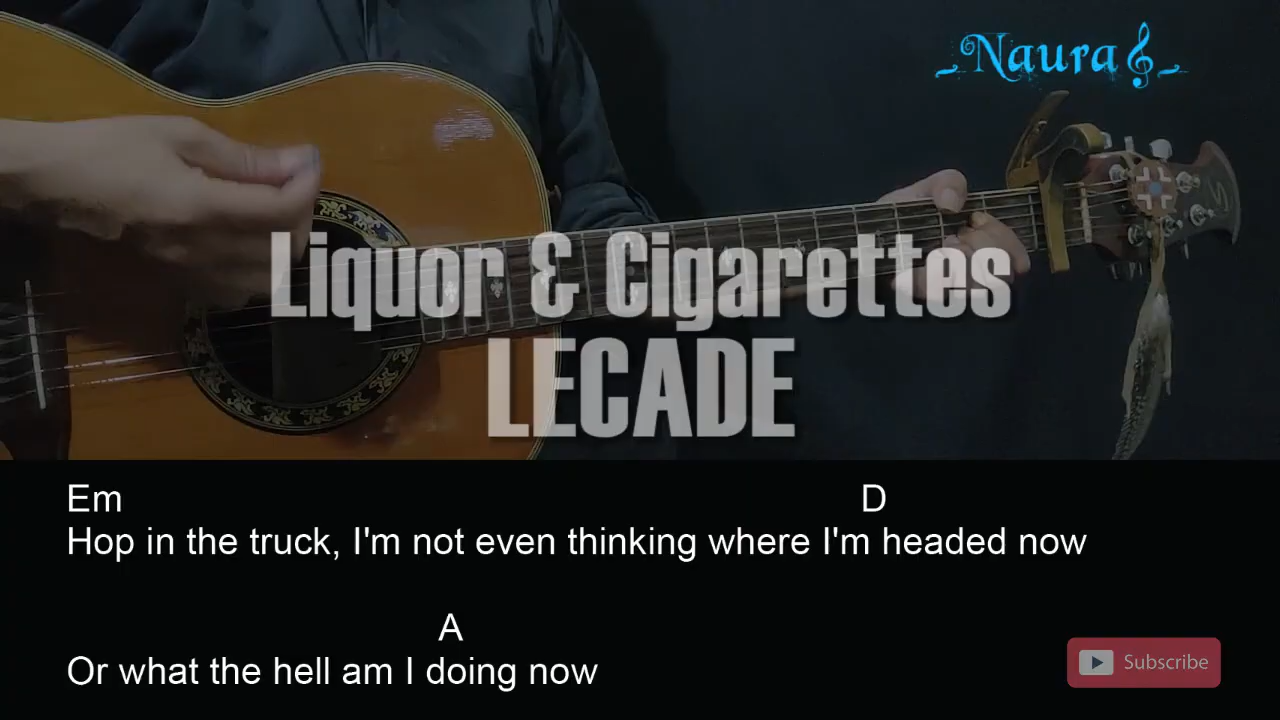 Naura
Liquor & Cigarettes
LECADE
Em D
Hop in the truck, I'm not even thinking where I'm headed now
A
Or what the hell am I doing now
Subscribe